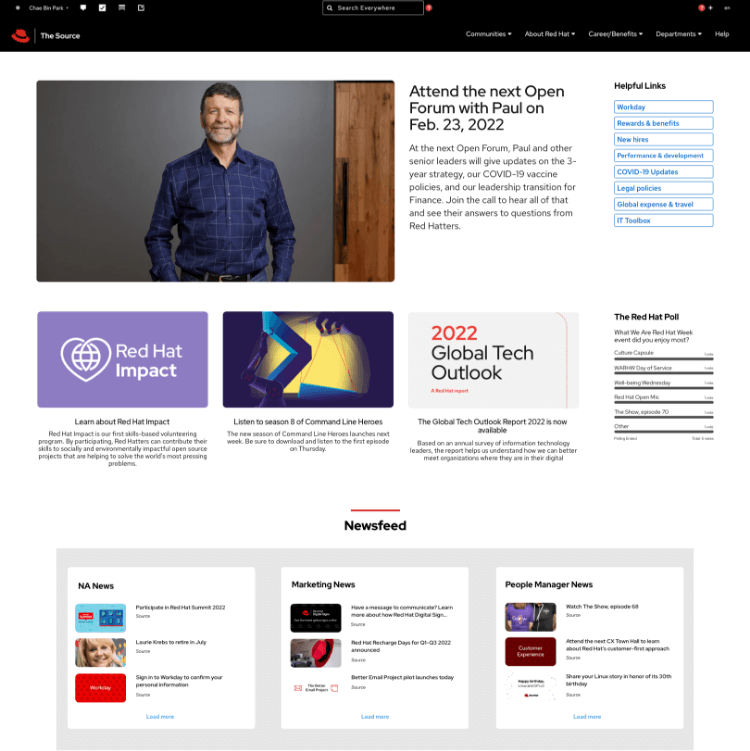 Chae Bin Park
Search Everywhere
The Source
Communities
About Red Hat
Career/Benefits
Departments
Help
Attend the next Open
Forum with Paul on
Feb. 23, 2022
At the next Open Forum, Paul and other
senior leaders will give updates on the 3-
year strategy, our COVID-19 vaccine
policies, and our leadership transition for
Finance. Join the call to hear all of that
and see their answers to questions from
Red Hatters.
Helpful Links
Workday
Rewards & benefits
New hires
Performance & development
COVID-19 Updates
Legal policies
Global expense & travel
IT Toolbox
Red Hat
Impact
Learn about Red Hat Impact
Red Hat Impact is our first skills-based volunteering
program. By participating, Red Hatters can contribute their
skills to socially and environmentally impactful open source
projects that are helping to solve the world's most pressing
problems.
Listen to season 8 of Command Line Heroes
The new season of Command Line Heroes launches next
week. Be sure to download and listen to the first episode
on Thursday.
2022
Global Tech
Outlook
A Red Hat report
The Global Tech Outlook Report 2022 is now
available
Based on an annual survey of information technology
leaders, the report helps us understand how we can better
meet organizations where they are in their digital
The Red Hat Poll
What We Are Red Hat Week
event did you enjoy most?
Culture Capsule
WARHW Day of Service
Well-being Wednesday
Red Hat Open Mic
The Show, episode 70
Other
Polling Ended
Newsfeed
NA News
Participate in Red Hat Summit 2022
Source
Laurie Krebs to retire in July
Source
Workday
Sign in to Workday to confirm your
personal information
Source
Load more
Marketing News
Have a message to communicate? Learn
more about how Red Hat Digital Sign...
Source
Red Hat Recharge Days for Q1-Q3 2022
announced
Source
The Better
Email Project
Better Email Project pilot launches today
Source
Load more
People Manager News
Watch The Show, episode 68
Source
Customer
Experience
Attend the next CX Town Hall to learn
about Red Hat's customer-first approach
Source
Happy birthday,
Share your Linux story in honor of its 30th
birthday
Source
Load more